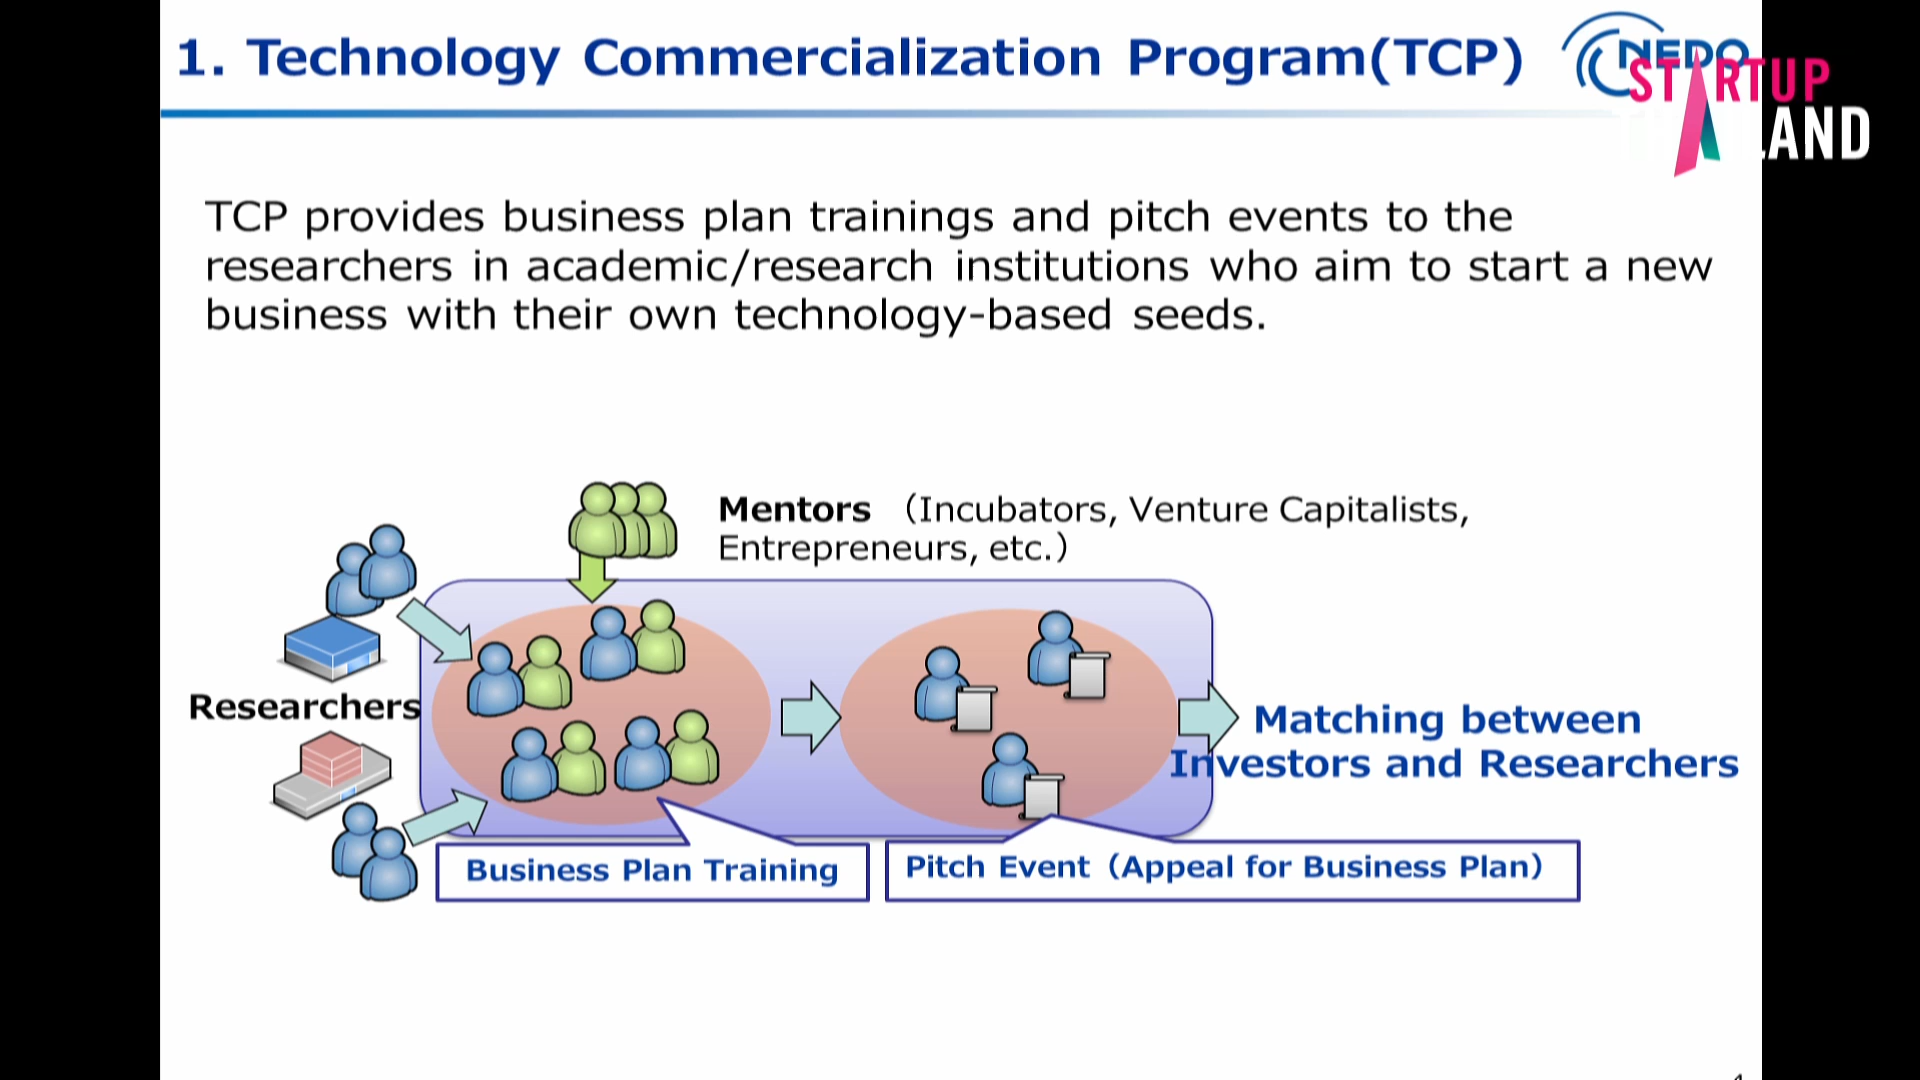 1. Technology Commercialization Program(TCP)
NEDO
STARTUP
LAND
TCP provides business plan trainings and pitch events to the
researchers in academic/research institutions who aim to start a new
business with their own technology-based seeds.
Mentors （Incubators, Venture Capitalists,
Entrepreneurs, etc.）
Researchers
Matching between
Investors and Researchers
Business Plan Training
Pitch Event（Appeal for Business Plan）